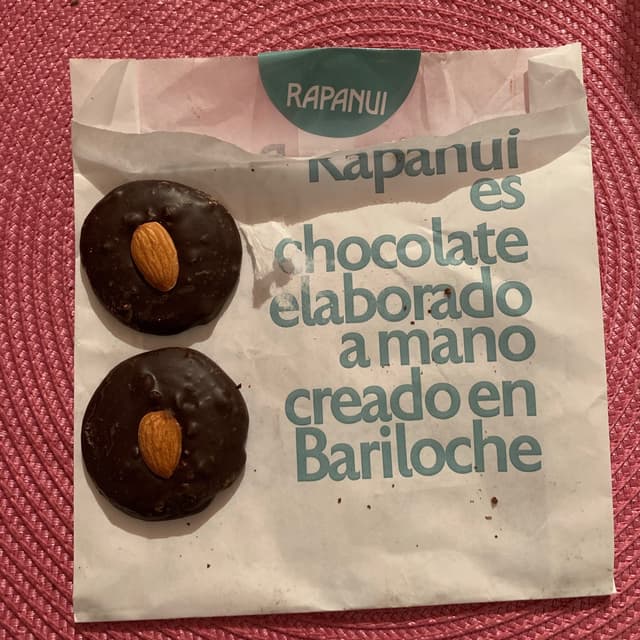 RAPANUI
Rapanui
es
chocolate
elaborado
a mano
creado en
Bariloche